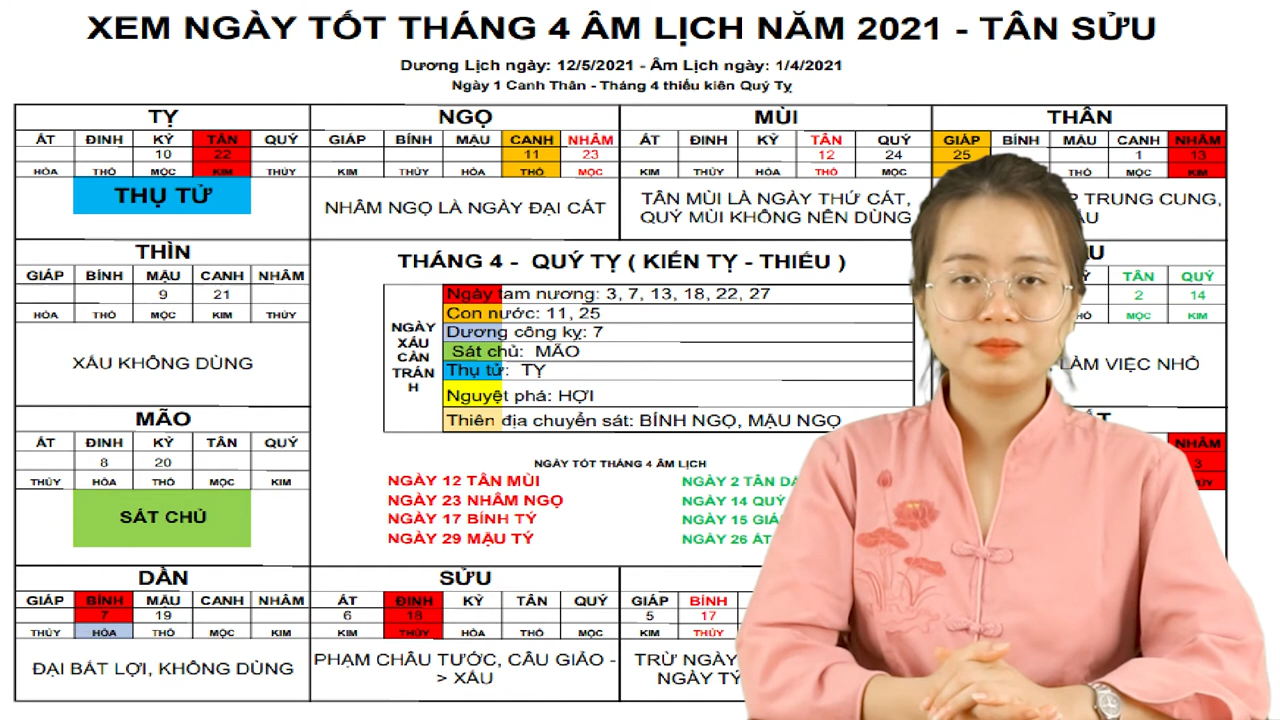 XEM NGÀY TỐT THÁNG 4 ÂM LỊCH NĂM 2021 - TÂN SỬU
Dương Lịch ngày: 12/5/2021 - Âm Lịch ngày: 1/4/2021
Ngày 1 Canh Thân - Tháng 4 thiếu kiên Quý Tỵ
TỴ NGỌ MÙI THÂN
ẤT ĐINH KỶ TÂN QUÝ GIÁP BÍNH MẬU CANH NHÂM ẤT ĐINH KỶ TÂN QUÝ GIÁP BÍNH MẬU CANH NHÂM
10 22 11 23 12 24 25 1 13
HỎA THỔ MỘC KIM THỦY KIM THỦY HỎA THỔ MỘC KIM THỦY HỎA THỔ MỘC THỔ MỘC KIM
THỤ TỬ
NHÂM NGỌ LÀ NGÀY ĐẠI CÁT
TÂN MÙI LÀ NGÀY THỨ CÁT,
QUÝ MÙI KHÔNG NÊN DÙNG
TRUNG CUNG,
THÌN
GIÁP BÍNH MẬU CANH NHÂM
9 21
HỎA THỔ MỘC KIM THỦY
XẤU KHÔNG DÙNG
THÁNG 4 - QUÝ TỴ ( KIẾN TỴ - THIẾU )
NGÀY
XẤU
CẦN
TRÁN
H
Ngày tam nương: 3, 7, 13, 18, 22, 27
Con nước: 11, 25
Dương công kỵ: 7
Sát chủ: MÃO
Thụ tử: TỴ
Nguyệt phá: HỢI
Thiên địa chuyển sát: BÍNH NGỌ, MẬU NGỌ
TÂN QUÝ
2 14
MỘC KIM
LÀM VIỆC NHỎ
MÃO
ẤT ĐINH KỶ TÂN QUÝ
8 20
THỦY HỎA THỔ MỘC KIM
SÁT CHỦ
NGÀY TỐT THÁNG 4 ÂM LỊCH
NGÀY 12 TÂN MÙI NGÀY 2 TÂN
NGÀY 23 NHÂM NGỌ NGÀY 14 QUÝ
NGÀY 17 BÍNH TÝ NGÀY 15
NGÀY 29 MẬU TÝ NGÀY 26 ẤT
NHÂM
3
DẦN SỬU
GIÁP BÍNH MẬU CANH NHÂM ẤT ĐINH KỶ TÂN QUÝ GIÁP BÍNH
7 19 6 18 5 17
THỦY HỎA THỔ MỘC KIM KIM THỦY HỎA THỔ MỘC KIM THỦY
ĐẠI BẤT LỢI, KHÔNG DÙNG
PHẠM CHÂU TƯỚC, CÂU GIẢO -
> XẤU
TRỪ NGÀY
NGÀY TÝ